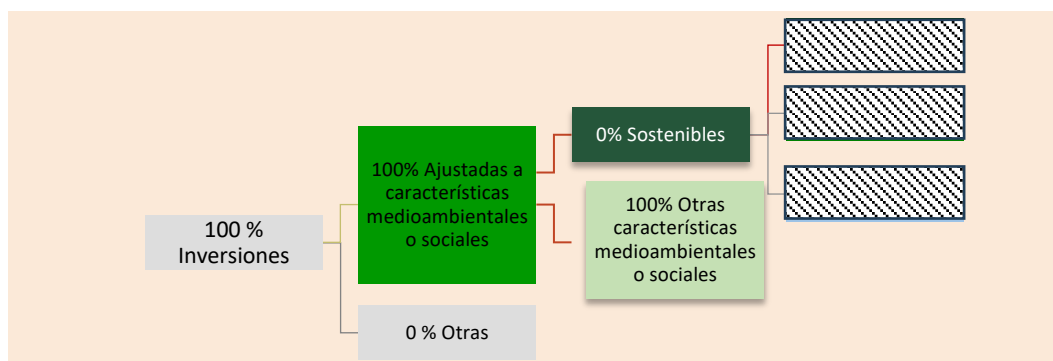 100 %
Inversiones
100% Ajustadas a
características
medioambientales
o sociales
0 % Otras
0% Sostenibles
100% Otras
características
medioambientales
o sociales